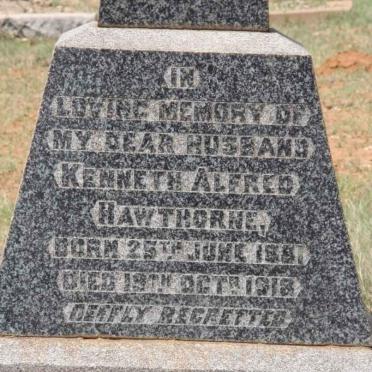 IN
LOVING MEMORY OF
MY DEAR HUSBAND
KENNETH ALFRED
HAWTHORNE,
BORN 25TH JUNE 1881
DIED 19TH OCTR 1918
DEEPLY REGRETTED